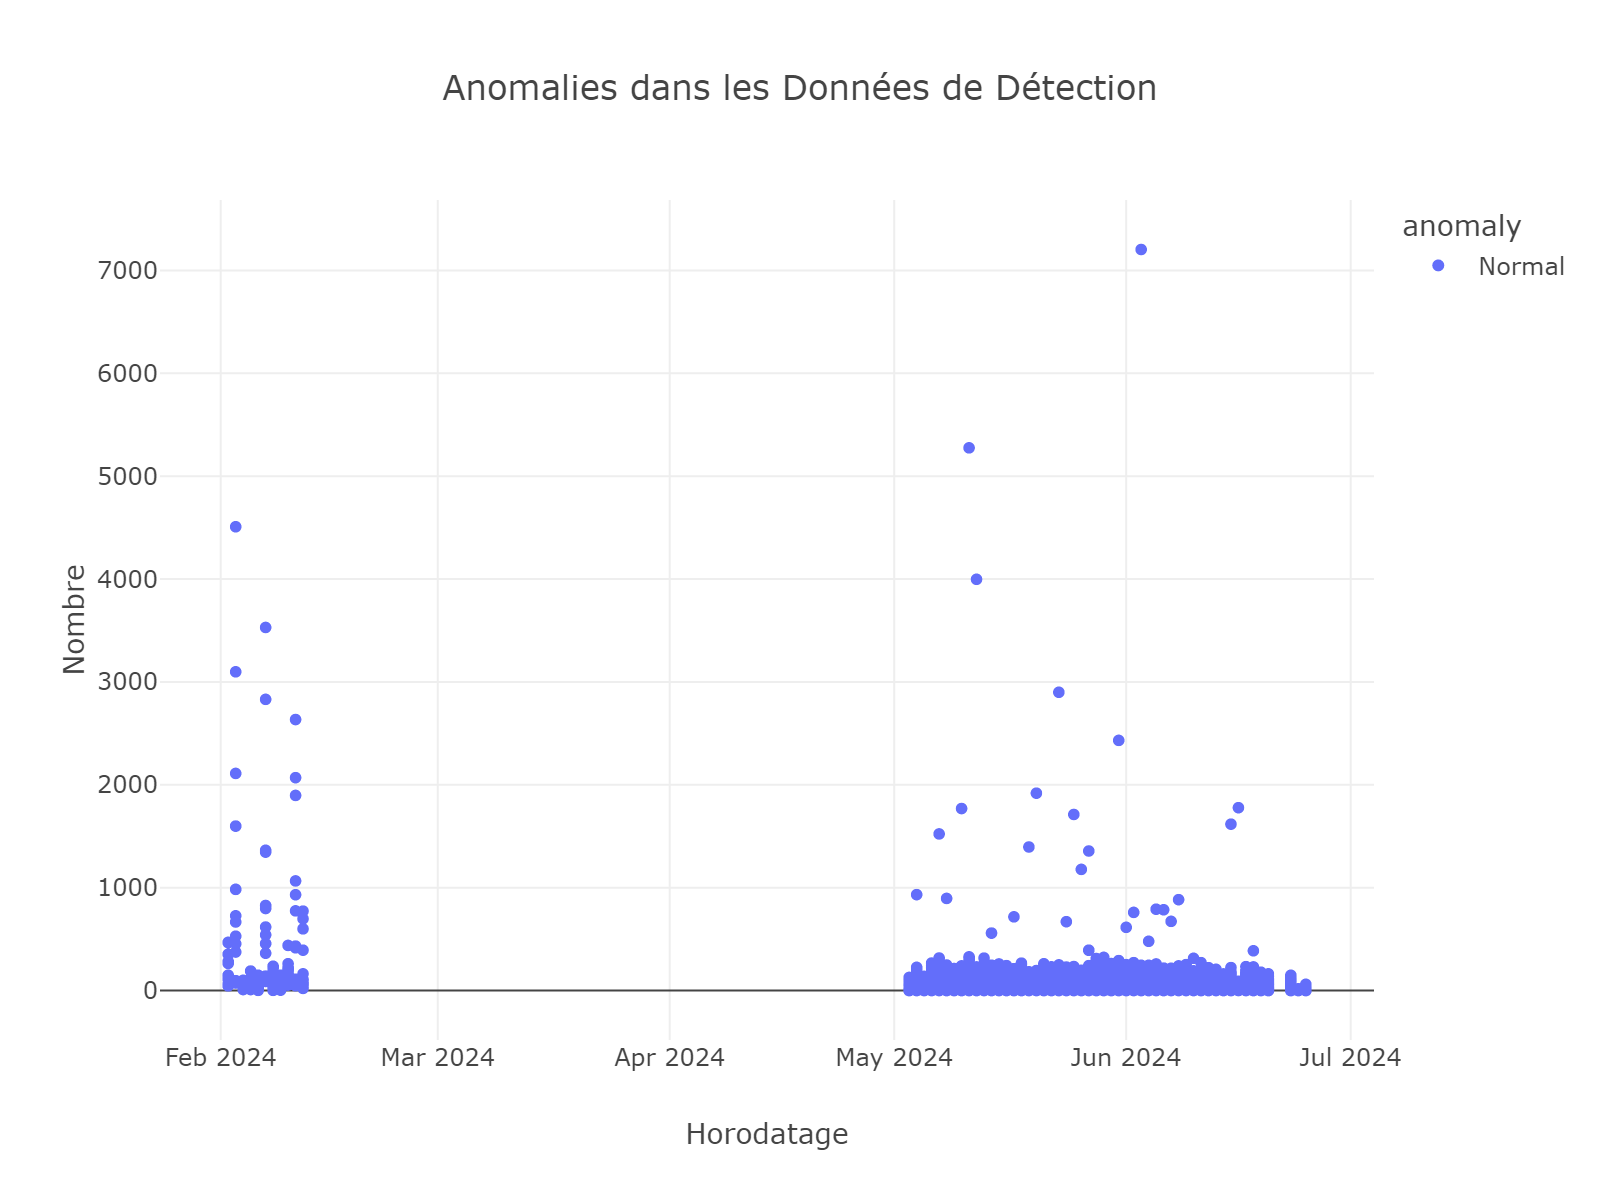 Anomalies dans les Données de Détection
anomaly
Normal
7000
6000
5000
4000
3000
2000
1000
0
Nombre
Feb 2024
Mar 2024
Apr 2024
May 2024
Jun 2024
Jul 2024
Horodatage